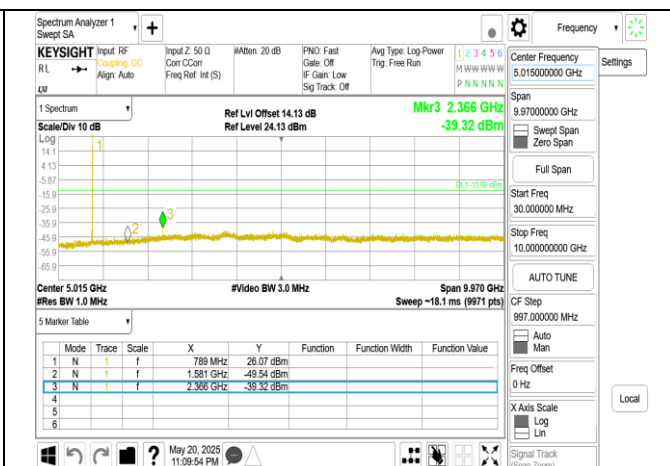 Spectrum Analyzer 1
Swept SA
+
Frequency
Settings
KEYSIGHT
RL
Input: RF
Coupling: DC
Align: Auto
Input Z: 50 Ω
Corr CCorr
Freq Ref: Int (S)
#Atten: 20 dB
PNO: Fast
Gate: Off
IF Gain: Low
Sig Track: Off
Avg Type: Log-Power
Trig: Free Run
1 2 3 4 5 6
M W W W W W
P N N N N N
1 Spectrum
Scale/Div 10 dB
Log
Ref Lvl Offset 14.13 dB
Ref Level 24.13 dBm
Mkr3 2.366 GHz
-39.32 dBm
14.1
4.13
-5.87
-15.9
-25.9
-35.9
-45.9
-55.9
-65.9
1
2
3
DL1 -13.00 dBm
Center 5.015 GHz
#Res BW 1.0 MHz
#Video BW 3.0 MHz
Span 9.970 GHz
Sweep ~18.1 ms (9971 pts)
5 Marker Table
Mode Trace Scale X Y Function Function Width Function Value
1 N 1 f 789 MHz 26.07 dBm
2 N 1 f 1.581 GHz -49.54 dBm
3 N 1 f 2.366 GHz -39.32 dBm
4
5
6
?
May 20, 2025
11:09:54 PM
Center Frequency
5.015000000 GHz
Span
9.97000000 GHz
Swept Span
Zero Span
Full Span
Start Freq
30.000000 MHz
Stop Freq
10.000000000 GHz
AUTO TUNE
CF Step
997.000000 MHz
Auto
Man
Freq Offset
0 Hz
X Axis Scale
Log
Lin
Signal Track
(Span Zoom)
Local